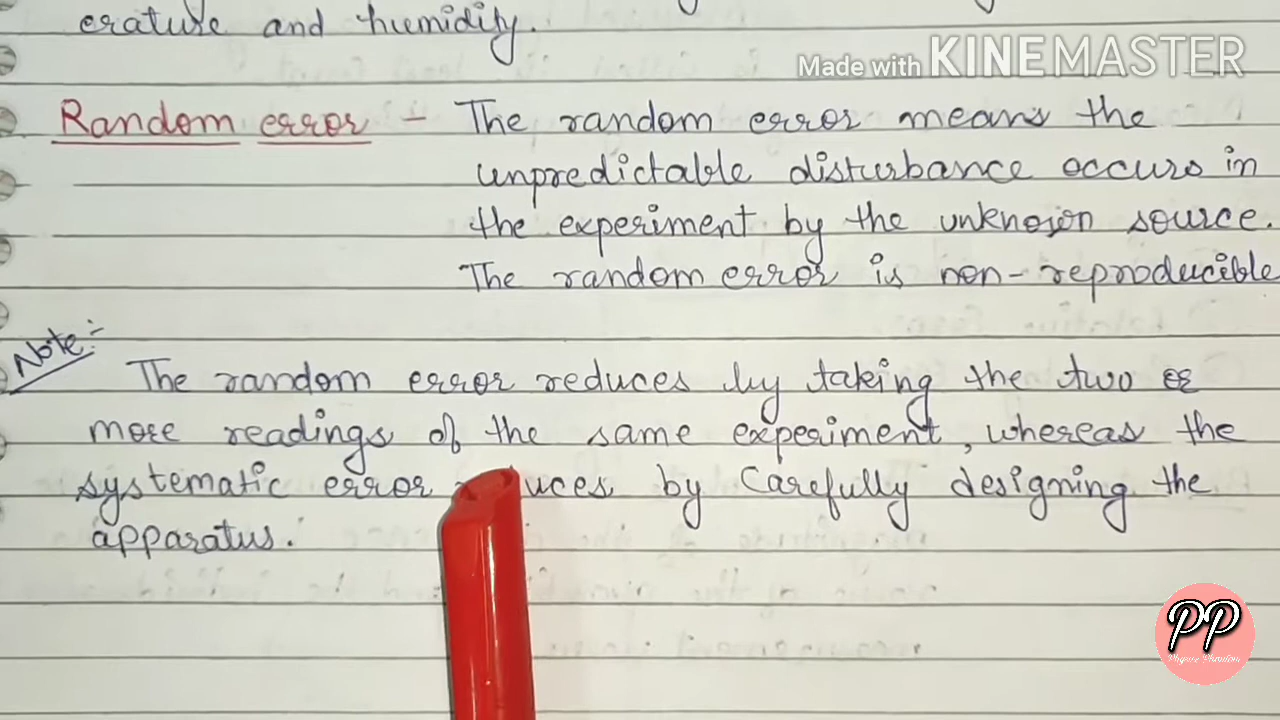 erature and humidity.
Made with KINEMASTER
Random error - The random error means the
unpredictable disturbance occurs in
the experiment by the unknown source.
The random error is non-reproducible
Note:-
The random error reduces by taking the two or
more readings of the same experiment, whereas the
systematic error uces by Carefully designing the
apparatus.
PP